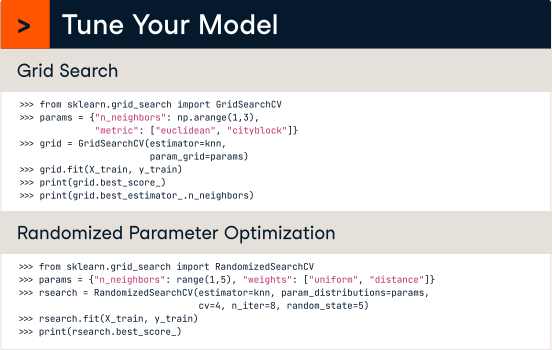 > Tune Your Model
Grid Search
>>> from sklearn.grid_search import GridSearchCV
>>> params = {"n_neighbors": np.arange(1,3),
"metric": ["euclidean", "cityblock"]}
>>> grid = GridSearchCV(estimator=knn,
param_grid=params)
>>> grid.fit(X_train, y_train)
>>> print(grid.best_score_)
>>> print(grid.best_estimator_.n_neighbors)
Randomized Parameter Optimization
>>> from sklearn.grid_search import RandomizedSearchCV
>>> params = {"n_neighbors": range(1,5), "weights": ["uniform", "distance"]}
>>> rsearch = RandomizedSearchCV(estimator=knn, param_distributions=params,
cv=4, n_iter=8, random_state=5)
>>> rsearch.fit(X_train, y_train)
>>> print(rsearch.best_score_)